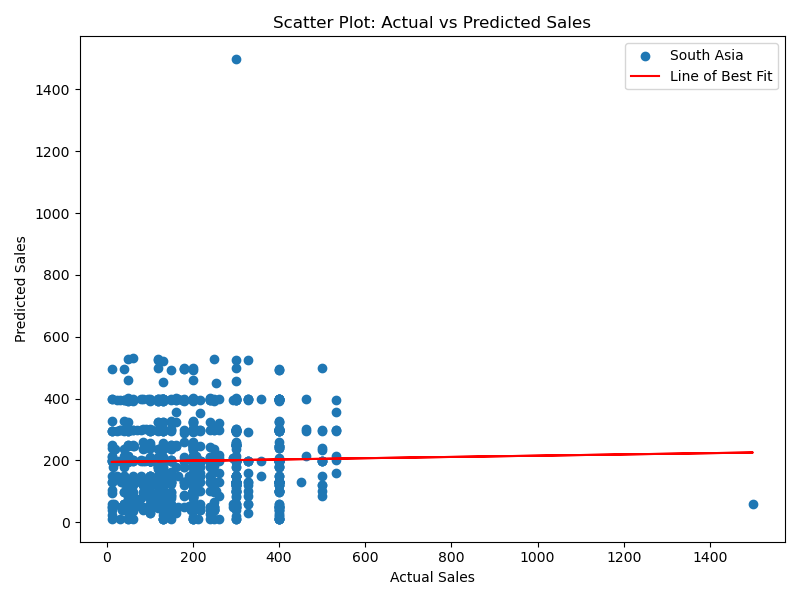 Scatter Plot: Actual vs Predicted Sales
South Asia
Line of Best Fit
Predicted Sales
1400
1200
1000
800
600
400
200
0
0 200 400 600 800 1000 1200 1400
Actual Sales